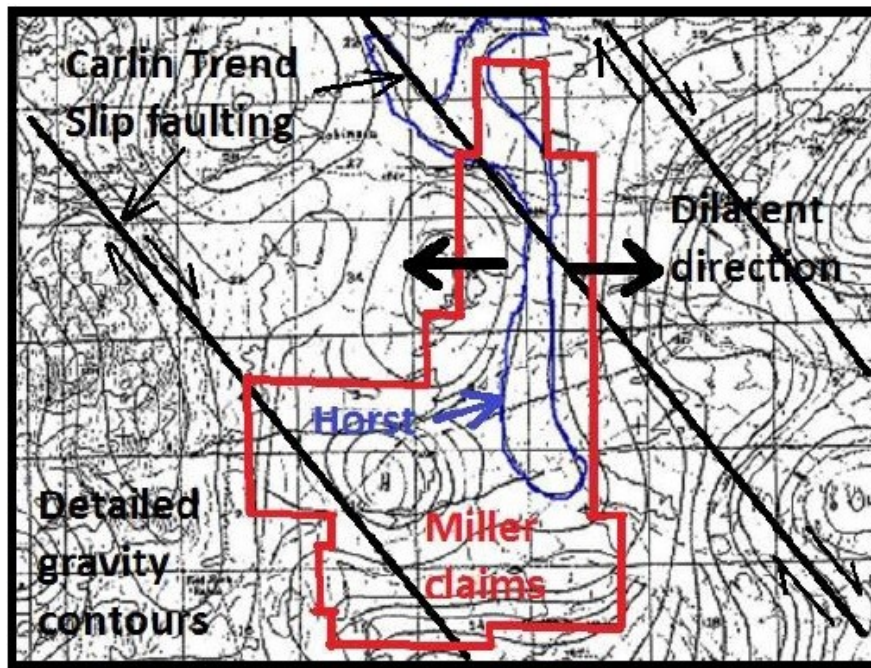 Carlin Trend
Slip faulting
Dilatent
direction
Horst
Detailed
gravity
contours
Miller
claims